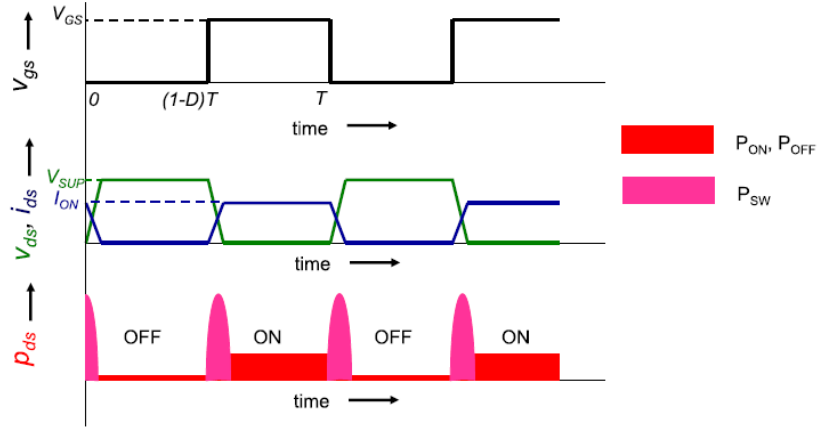 V_GS
v_gs
0
(1-D)T
T
time
V_SUP
I_ON
v_ds, i_ds
time
P_ON, P_OFF
P_SW
p_ds
OFF
ON
OFF
ON
time